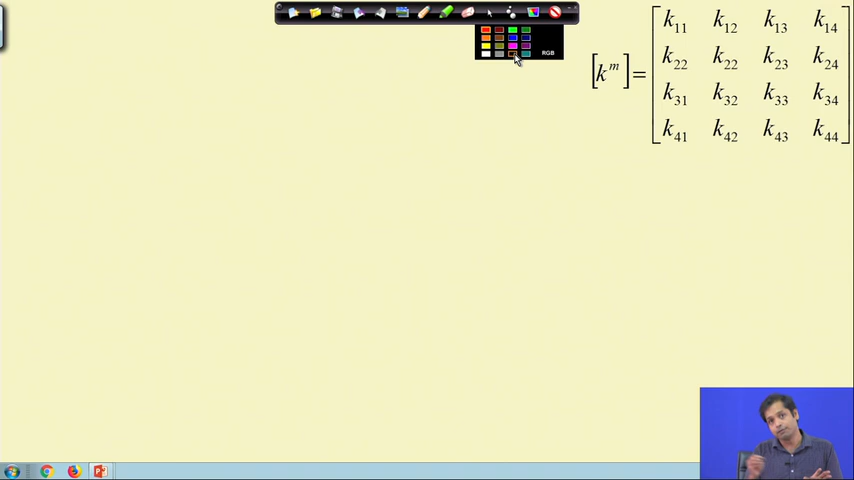 RGB
[k^m] =
k11 k12 k13 k14
k22 k22 k23 k24
k31 k32 k33 k34
k41 k42 k43 k44